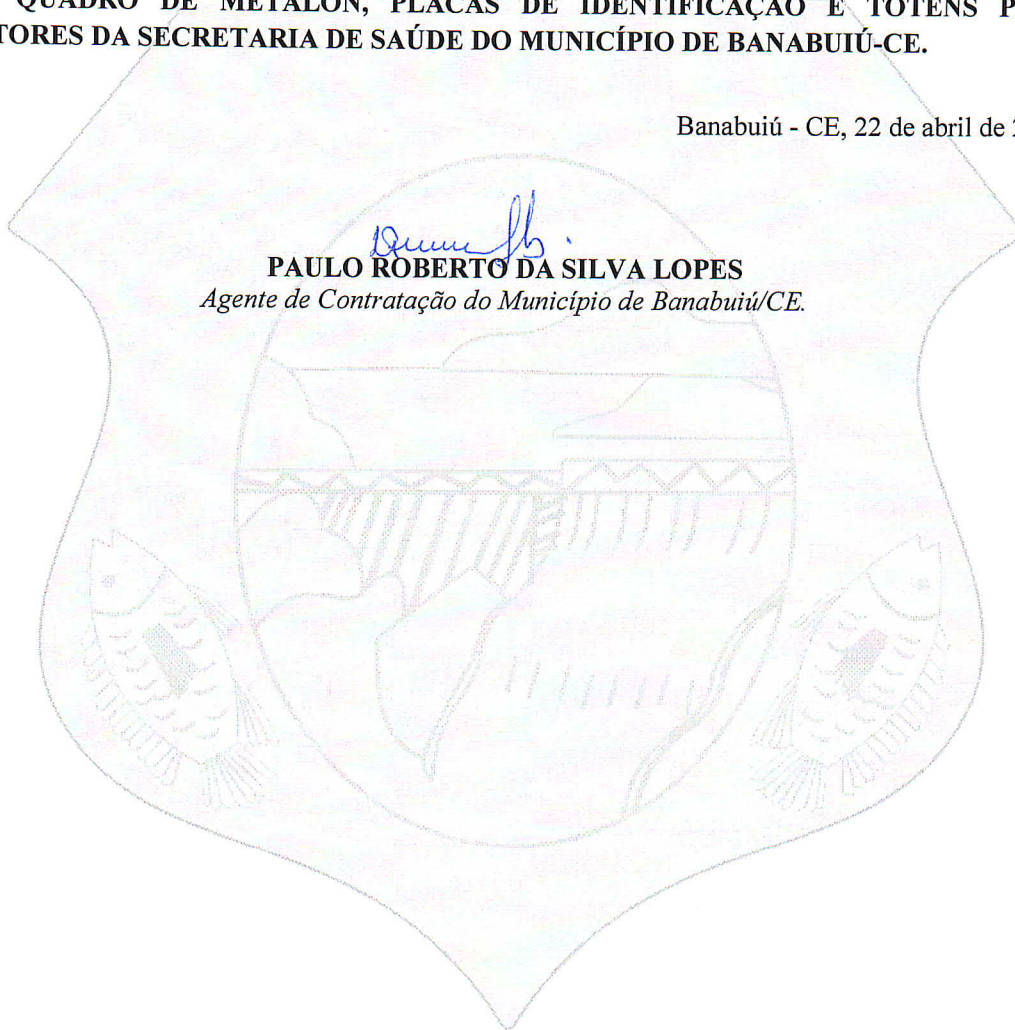 QUADRO DE METALON, PLACAS DE IDENTIFICAÇÃO E TOTENS P
TORES DA SECRETARIA DE SAÚDE DO MUNICÍPIO DE BANABUIÚ-CE.
Banabuiú - CE, 22 de abril de 2
PAULO ROBERTO DA SILVA LOPES
Agente de Contratação do Município de Banabuiú/CE.